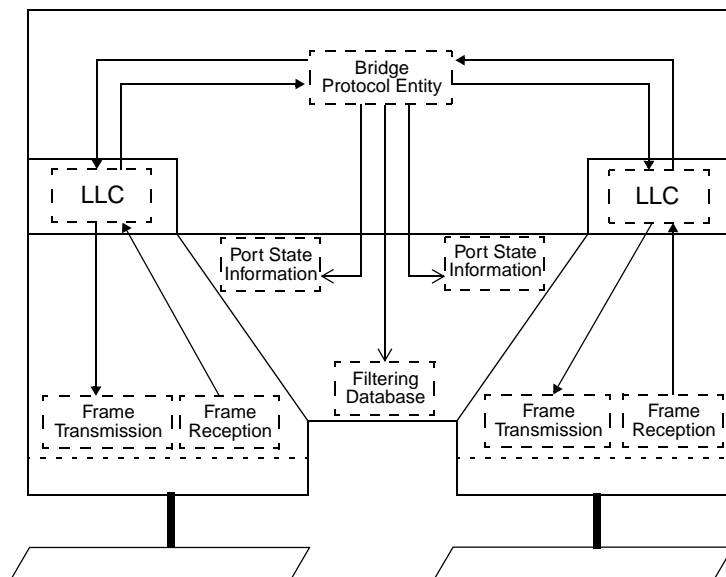 Bridge
Protocol Entity
LLC
LLC
Port State
Information
Port State
Information
Filtering
Database
Frame
Transmission
Frame
Reception
Frame
Transmission
Frame
Reception